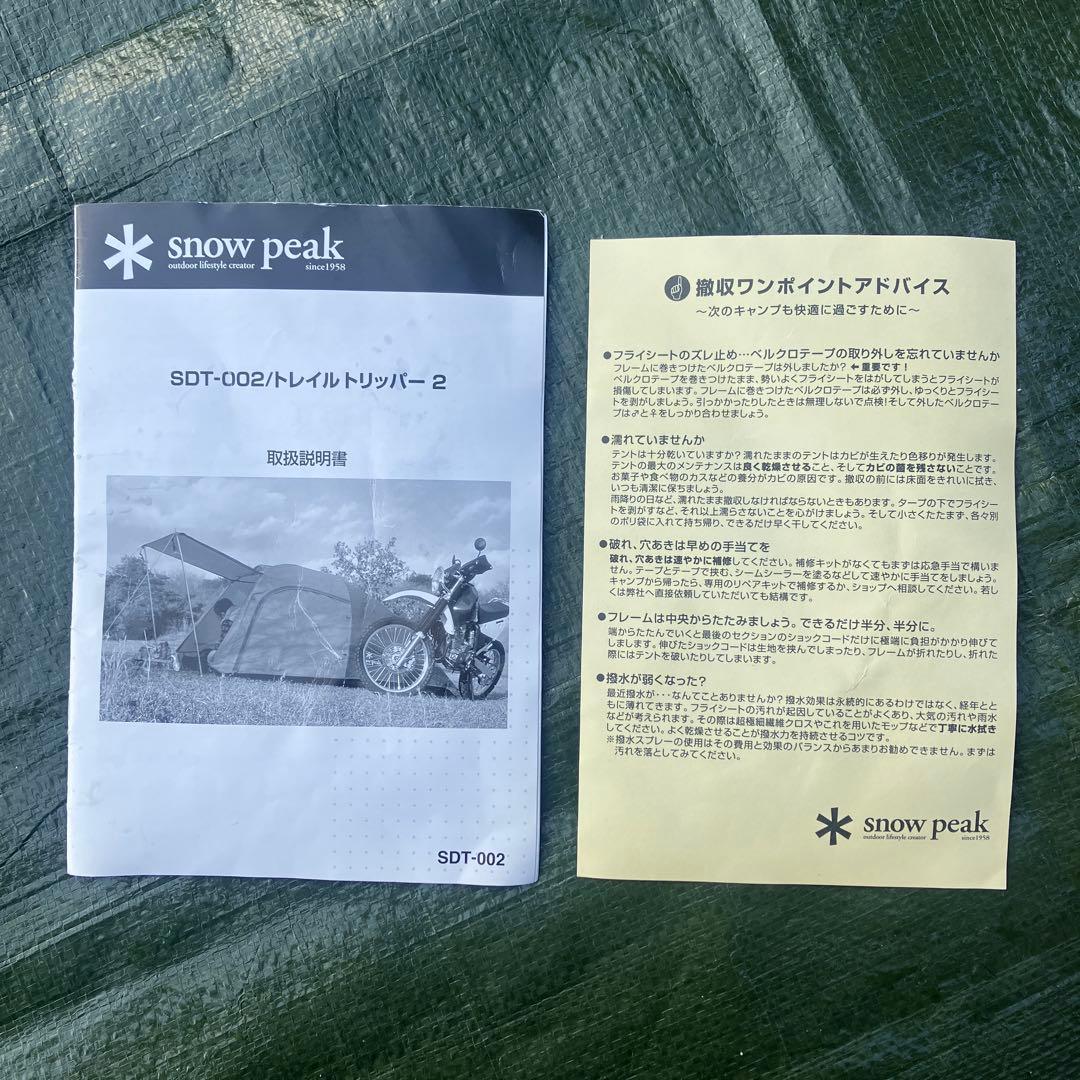 snow peak
outdoor lifestyle creator
since1958
SDT-002/トレイルトリッパー 2
取扱説明書
SDT-002
撤収ワンポイントアドバイス
～次のキャンプも快適に過ごすために～
●フライシートのズレ止め…ベルクロテープの取り外しを忘れていませんか
フレームに巻きつけたベルクロテープは外しましたか？ ←重要です！
ベルクロテープを巻きつけたまま、勢いよくフライシートをはがしてしまうとフライシートが
損傷してしまいます。フレームに巻きつけたベルクロテープは必ず外し、ゆっくりとフライシー
トを剥がしましょう。引っかかったりしたときは無理しないで点検！そして外したベルクロテー
プは♂と♀をしっかり合わせましょう。
●濡れていませんか
テントは十分乾いていますか？濡れたままのテントはカビが生えたり色移りが発生します。
テントの最大のメンテナンスは良く乾燥させること、そしてカビの菌を残さないことです。
お菓子や食べ物のカスなどの養分がカビの原因です。撤収の前には床面をきれいに拭き、
いつも清潔に保ちましょう。
雨降りの日など、濡れたまま撤収しなければならないときもあります。タープの下でフライシー
トを剥がすなど、それ以上濡らさないことを心がけましょう。そして小さくたたまず、各々別
のポリ袋に入れて持ち帰り、できるだけ早く干してください。
●破れ、穴あきは早めの手当てを
破れ、穴あきは速やかに補修してください。補修キットがなくてもまずは応急手当で構いま
せん。テープとテープで挟む、シームシーラーを塗るなどして速やかに手当てをしましょう。
キャンプから帰ったら、専用のリペアキットで補修するか、ショップへ相談してください。若し
くは弊社へ直接依頼していただいても結構です。
●フレームは中央からたたみましょう。できるだけ半分、半分に。
端からたたんでいくと最後のセクションのショックコードだけに極端に負担がかかり伸びて
しまします。伸びたショックコードは生地を挟んでしまったり、フレームが折れたりし、折れた
際にはテントを破いたりしてしまいます。
●撥水が弱くなった？
最近撥水が・・・なんてことありませんか？撥水効果は永続的にあるわけではなく、経年とと
もに薄れてきます。フライシートの汚れが起因していることがよくあり、大気の汚れや雨水
などが考えられます。その際は超極細繊維クロスやこれを用いたモップなどで丁寧に水拭き
してください。よく乾燥させることが撥水力を持続させるコツです。
※撥水スプレーの使用はその費用と効果のバランスからあまりお勧めできません。まずは
汚れを落としてみてください。
snow peak
outdoor lifestyle creator
since1958